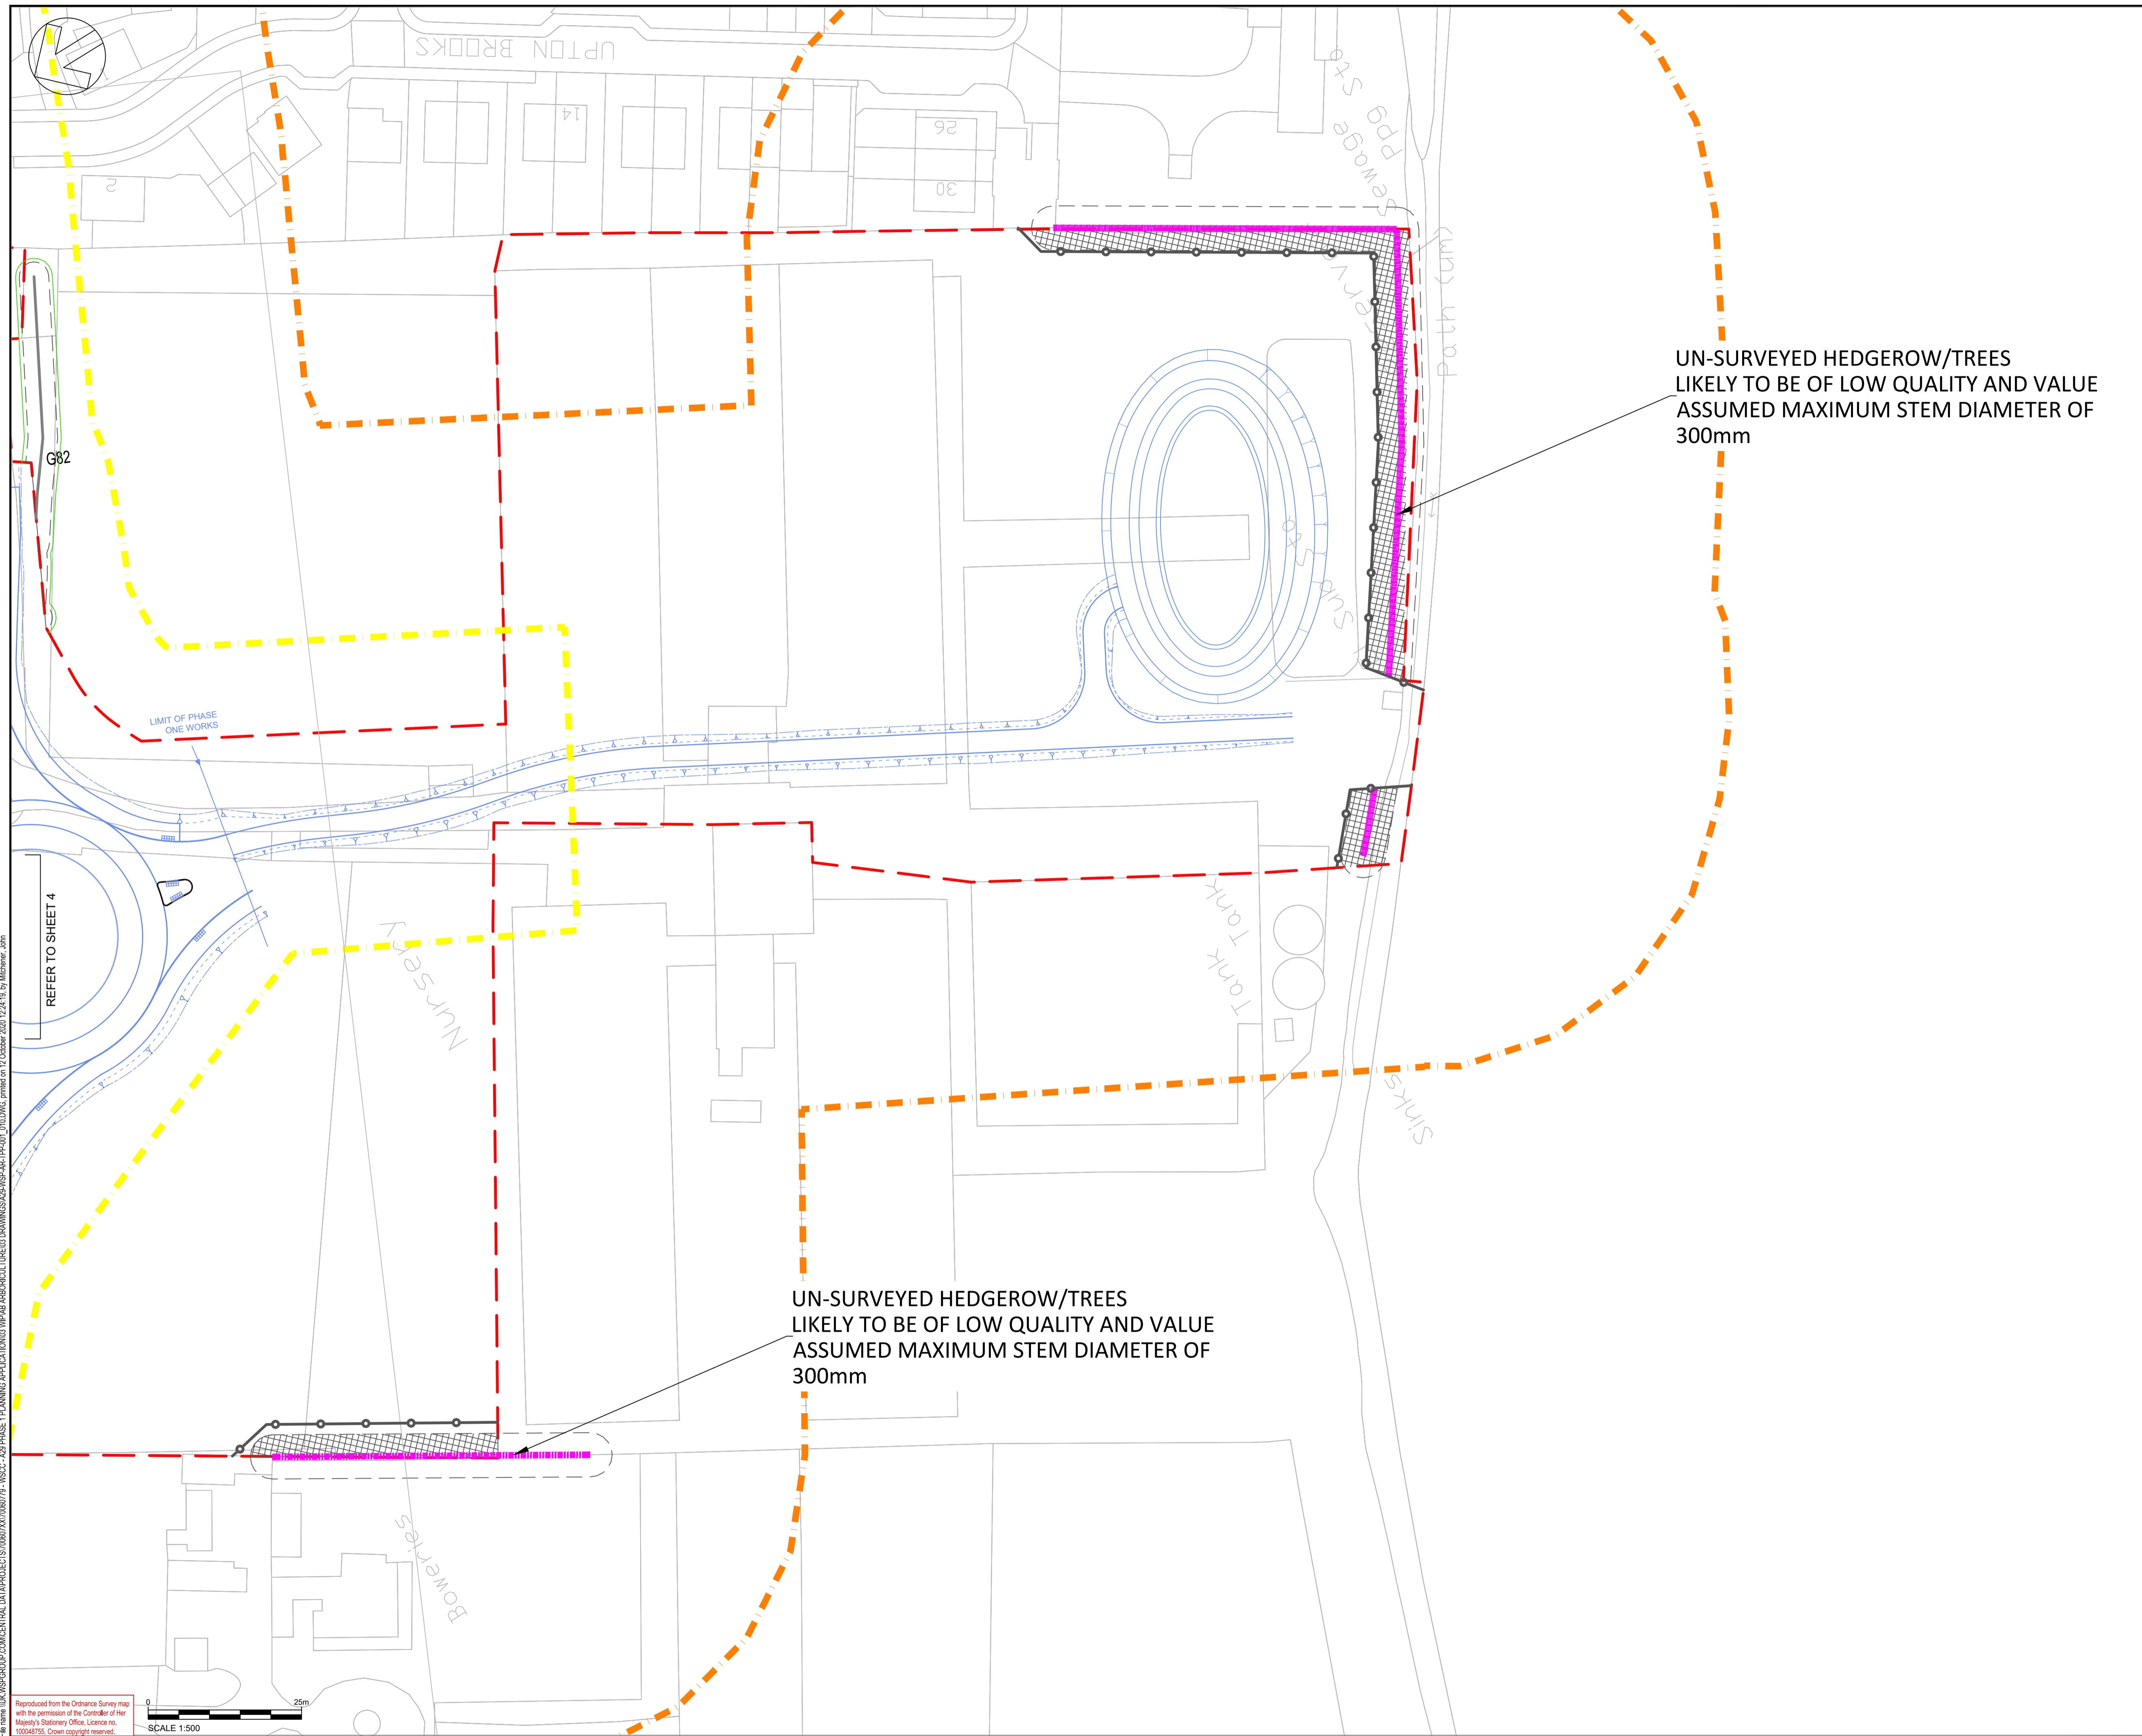 UPTON BROOKS
14
26
30
2
Sewage Ppg Sta
Path (um)
UN-SURVEYED HEDGEROW/TREES
LIKELY TO BE OF LOW QUALITY AND VALUE
ASSUMED MAXIMUM STEM DIAMETER OF
300mm
G82
Sub Sta
LIMIT OF PHASE
ONE WORKS
REFER TO SHEET 4
Nursery
Tank
Tank
Sinks
UN-SURVEYED HEDGEROW/TREES
LIKELY TO BE OF LOW QUALITY AND VALUE
ASSUMED MAXIMUM STEM DIAMETER OF
300mm
Boweries
Reproduced from the Ordnance Survey map
with the permission of the Controller of Her
Majesty's Stationery Office, Licence no.
100048755. Crown copyright reserved.
0 25m
SCALE 1:500